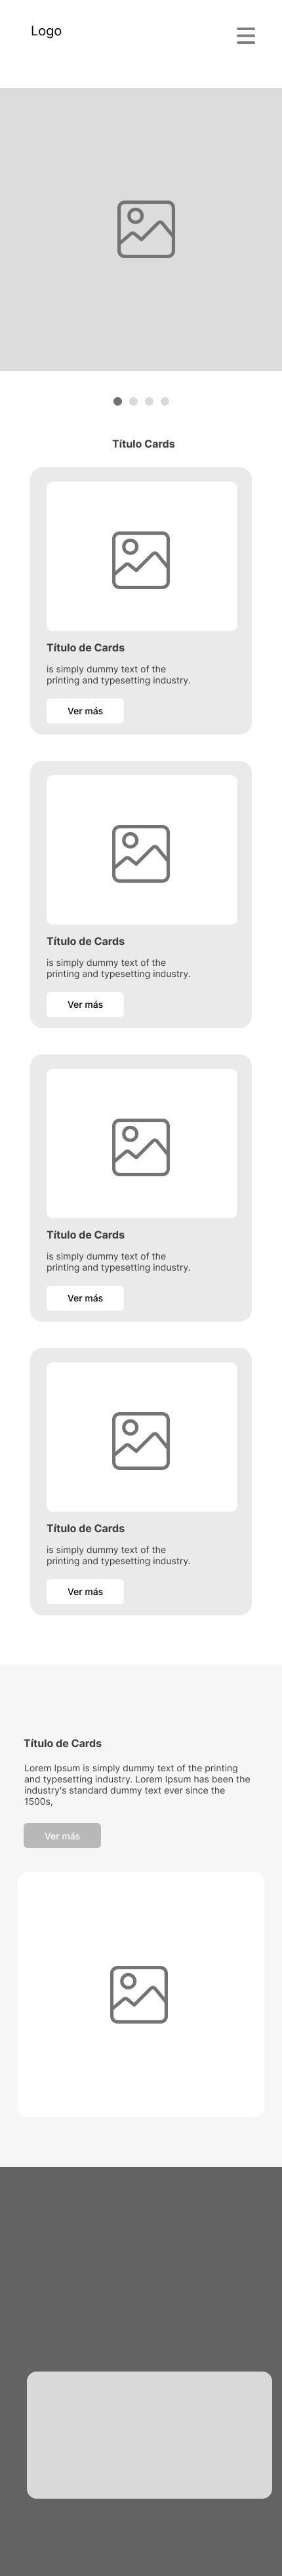 Logo
Título Cards
Título de Cards
is simply dummy text of the
printing and typesetting industry.
Ver más
Título de Cards
is simply dummy text of the
printing and typesetting industry.
Ver más
Título de Cards
is simply dummy text of the
printing and typesetting industry.
Ver más
Título de Cards
is simply dummy text of the
printing and typesetting industry.
Ver más
Título de Cards
Lorem Ipsum is simply dummy text of the printing
and typesetting industry. Lorem Ipsum has been the
industry's standard dummy text ever since the
1500s,
Ver más